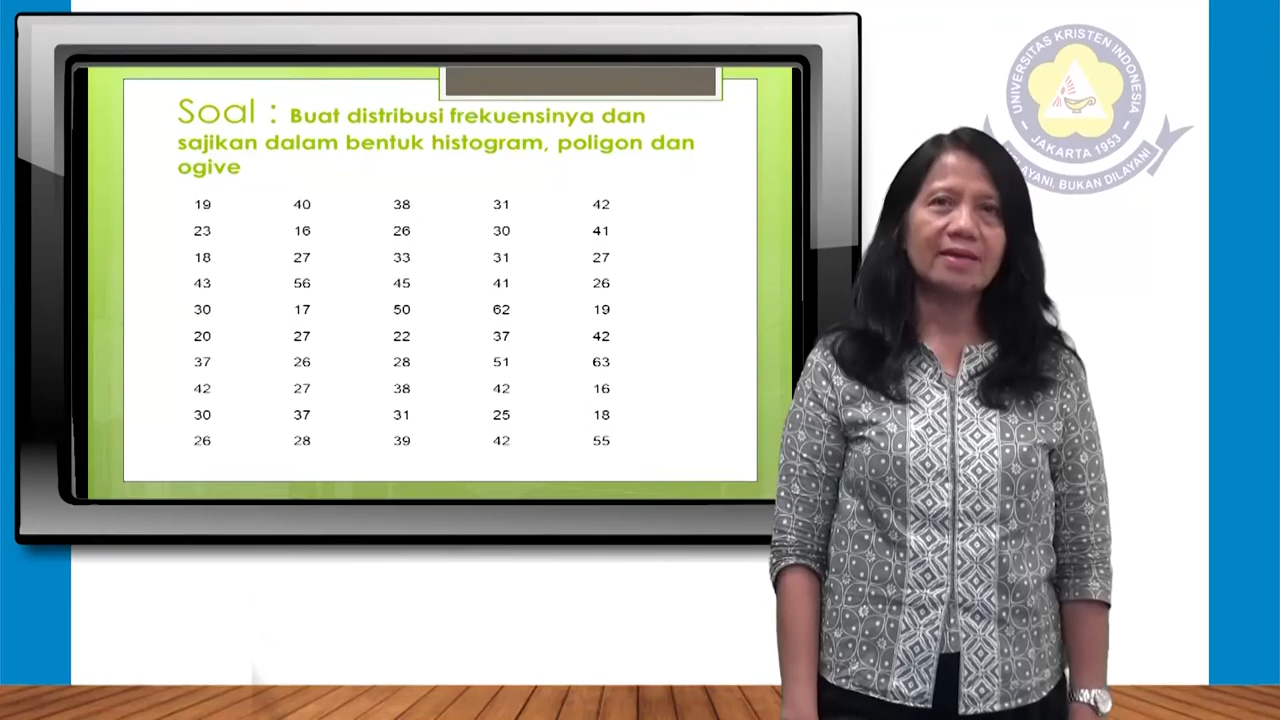 Soal : Buat distribusi frekuensinya dan
sajikan dalam bentuk histogram, poligon dan
ogive
19 40 38 31 42
23 16 26 30 41
18 27 33 31 27
43 56 45 41 26
30 17 50 62 19
20 27 22 37 42
37 26 28 51 63
42 27 38 42 16
30 37 31 25 18
26 28 39 42 55
UNIVERSITAS KRISTEN INDONESIA
JAKARTA 1953
BUKAN DILAYANI